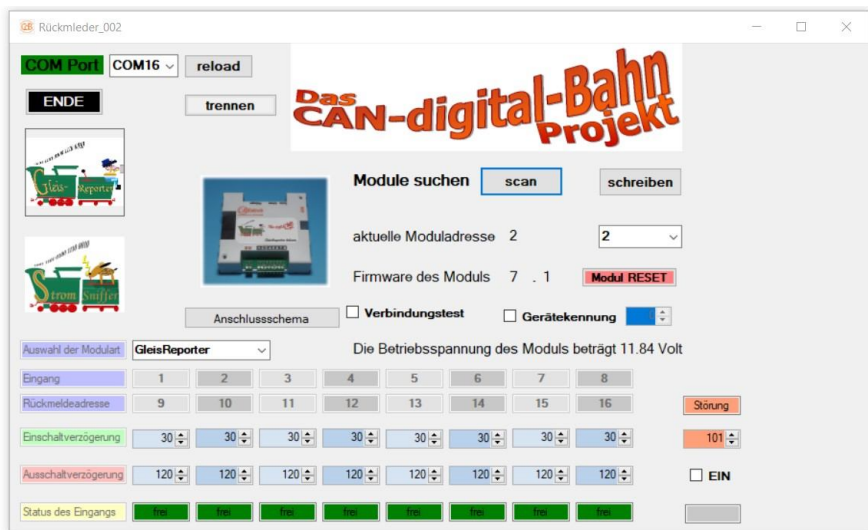 Rückmleder_002
COM Port COM16 reload
ENDE trennen
Das
CAN-digital-Bahn
Projekt
Gleis-Reporter
Module suchen scan schreiben
aktuelle Moduladresse 2 2
Strom Sniffer
Firmware des Moduls 7 . 1 Modul RESET
Anschlussschema Verbindungstest Gerätekennung
Auswahl der Modulart GleisReporter Die Betriebsspannung des Moduls beträgt 11.84 Volt
Eingang 1 2 3 4 5 6 7 8
Rückmeldeadresse 9 10 11 12 13 14 15 16 Störung
Einschaltverzögerung 30 30 30 30 30 30 30 30 101
Ausschaltverzögerung 120 120 120 120 120 120 120 120 EIN
Status des Eingangs frei frei frei frei frei frei frei frei